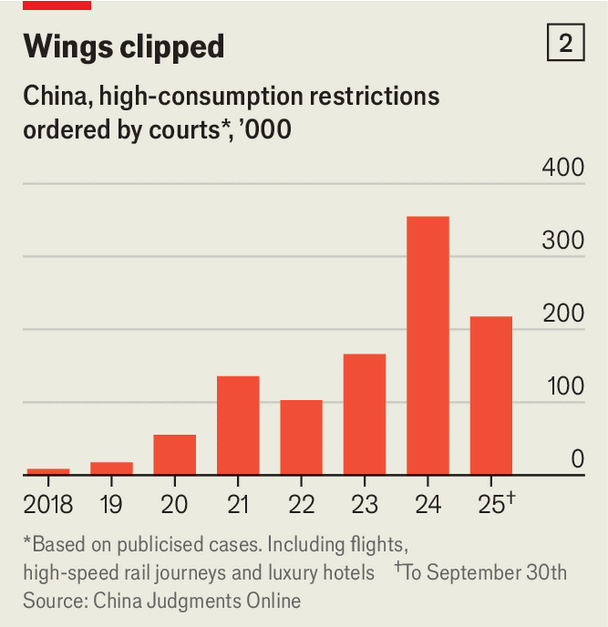 Wings clipped
2
China, high-consumption restrictions
ordered by courts*, ’000
400
300
200
100
0
2018 19 20 21 22 23 24 25†
*Based on publicised cases. Including flights,
high-speed rail journeys and luxury hotels †To September 30th
Source: China Judgments Online